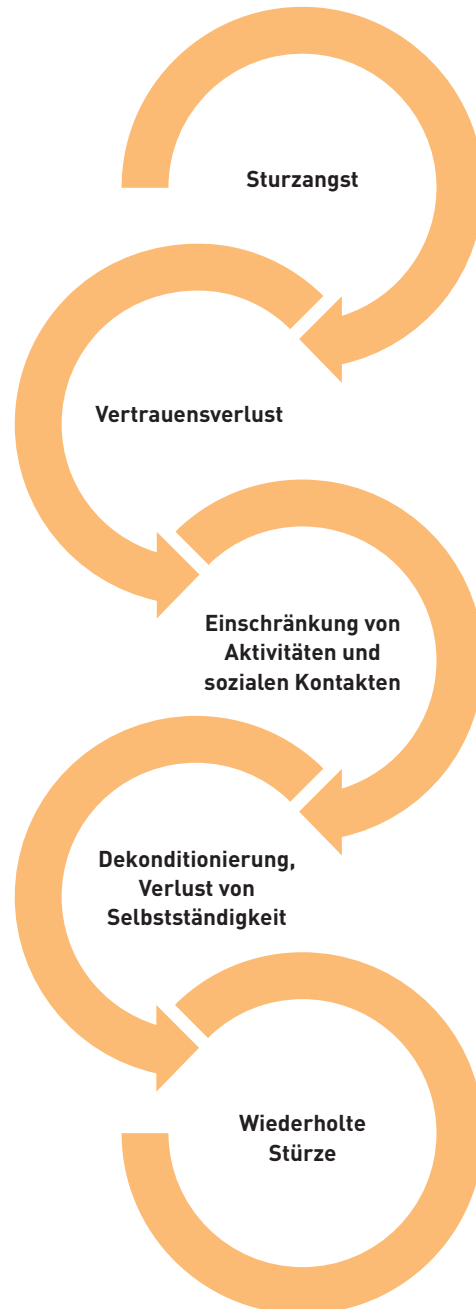 Sturzangst
Vertrauensverlust
Einschränkung von
Aktivitäten und
sozialen Kontakten
Dekonditionierung,
Verlust von
Selbstständigkeit
Wiederholte
Stürze